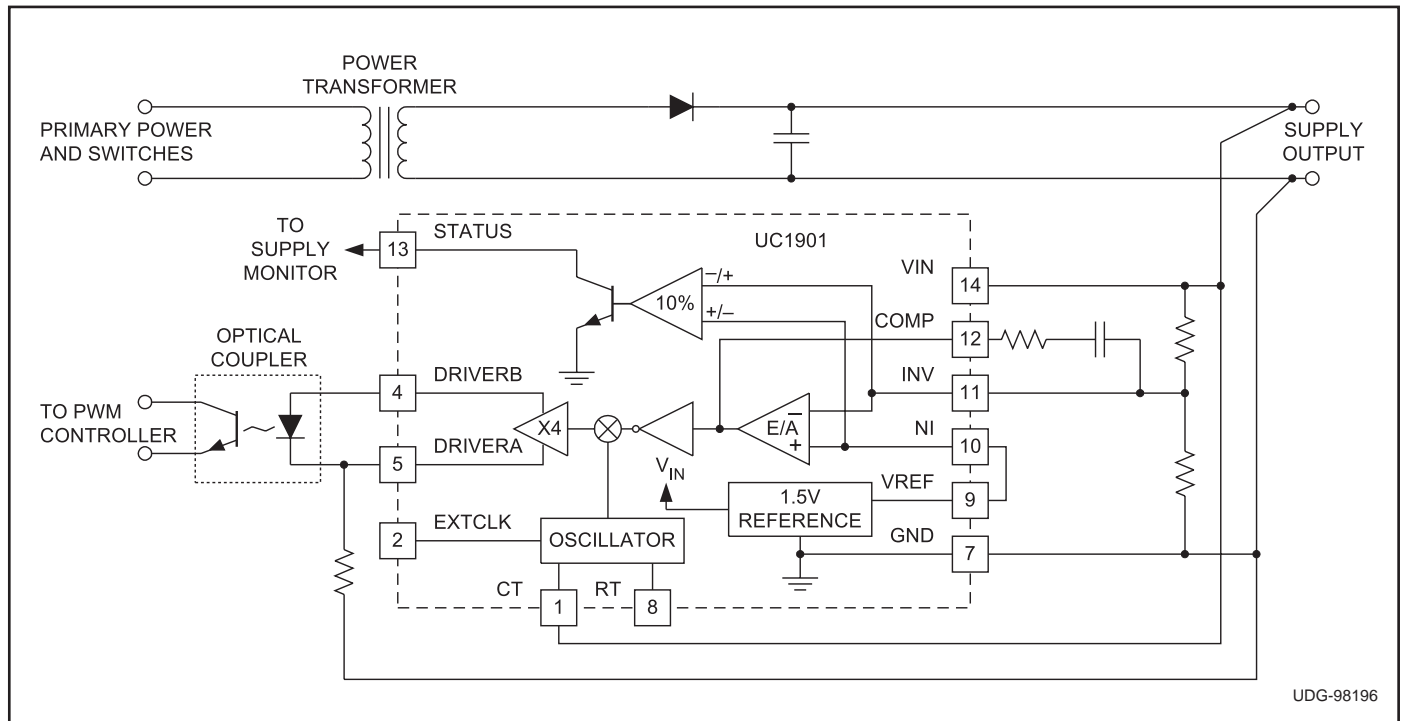 POWER
TRANSFORMER
PRIMARY POWER
AND SWITCHES
SUPPLY
OUTPUT
TO
SUPPLY
MONITOR
13
STATUS
UC1901
VIN
14
10%
–/+
+/–
COMP
12
OPTICAL
COUPLER
DRIVERB
4
INV
11
TO PWM
CONTROLLER
X4
E/A
–
+
NI
10
DRIVERA
5
VIN
1.5V
REFERENCE
VREF
9
EXTCLK
2
OSCILLATOR
GND
7
CT
1
RT
8
UDG-98196